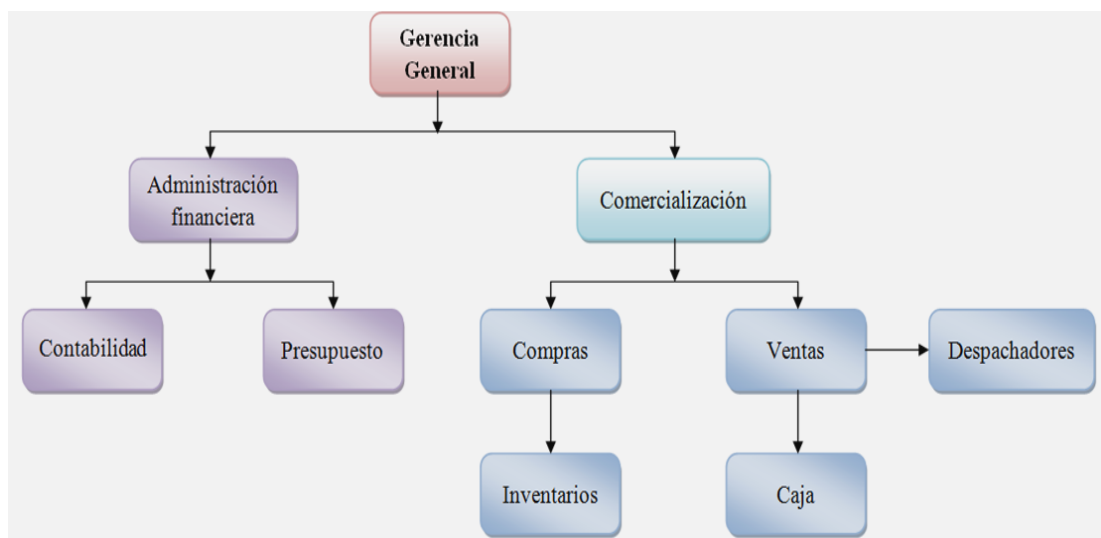 Gerencia
General
Administración
financiera
Comercialización
Contabilidad
Presupuesto
Compras
Ventas
Despachadores
Inventarios
Caja